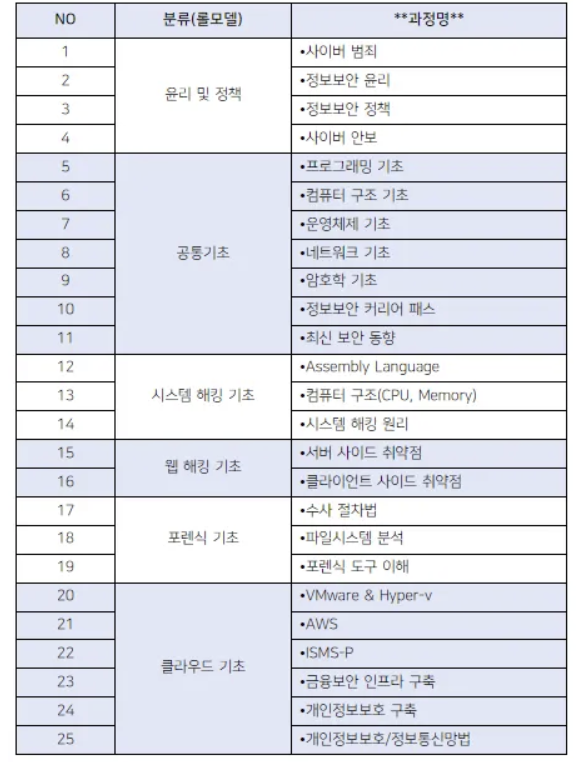 NO 분류(롤모델) **과정명**
1 •사이버 범죄
2 •정보보안 윤리
윤리 및 정책
3 •정보보안 정책
4 •사이버 안보
5 •프로그래밍 기초
6 •컴퓨터 구조 기초
7 •운영체제 기초
8 공통기초 •네트워크 기초
9 •암호학 기초
10 •정보보안 커리어 패스
11 •최신 보안 동향
12 •Assembly Language
13 시스템 해킹 기초 •컴퓨터 구조(CPU, Memory)
14 •시스템 해킹 원리
15 •서버 사이드 취약점
웹 해킹 기초
16 •클라이언트 사이드 취약점
17 •수사 절차법
18 포렌식 기초 •파일시스템 분석
19 •포렌식 도구 이해
20 •VMware & Hyper-v
21 •AWS
22 •ISMS-P
클라우드 기초
23 •금융보안 인프라 구축
24 •개인정보보호 구축
25 •개인정보보호/정보통신망법